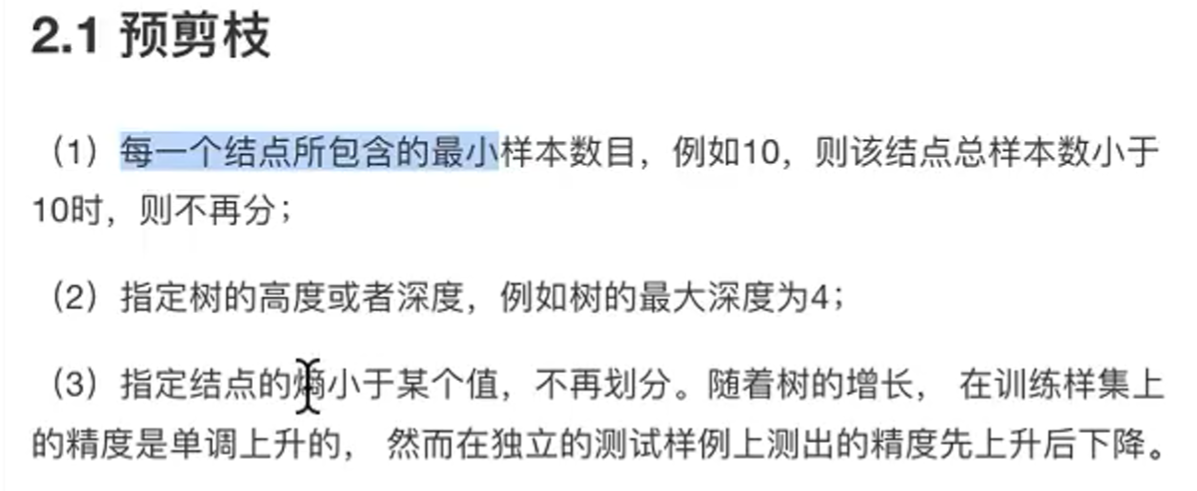 2.1 预剪枝
（1）每一个结点所包含的最小样本数目，例如10，则该结点总样本数小于
10时，则不再分；
（2）指定树的高度或者深度，例如树的最大深度为4；
（3）指定结点的熵小于某个值，不再划分。随着树的增长， 在训练样集上
的精度是单调上升的， 然而在独立的测试样例上测出的精度先上升后下降。